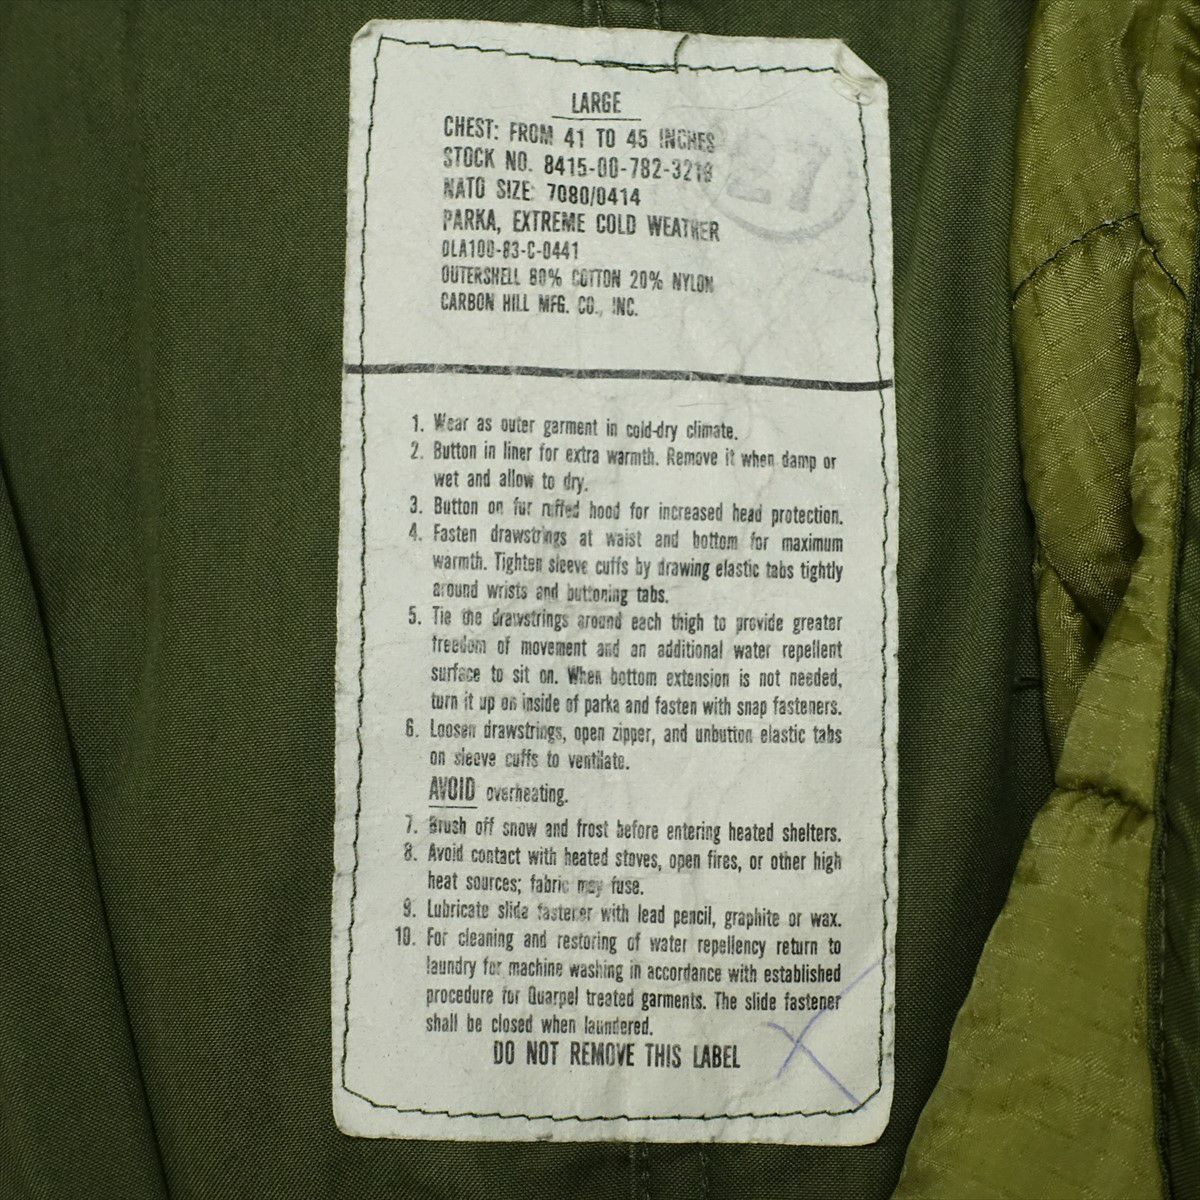 LARGE
CHEST: FROM 41 TO 45 INCHES
STOCK NO. 8415-00-782-3219
NATO SIZE: 7080/0414
PARKA, EXTREME COLD WEATHER
DLA100-83-C-0441
OUTERSHELL 80% COTTON 20% NYLON
CARBON HILL MFG. CO., INC.
1. Wear as outer garment in cold-dry climate.
2. Button in liner for extra warmth. Remove it when damp or
wet and allow to dry.
3. Button on fur ruffed hood for increased head protection.
4. Fasten drawstrings at waist and bottom for maximum
warmth. Tighten sleeve cuffs by drawing elastic tabs tightly
around wrists and buttoning tabs.
5. Tie the drawstrings around each thigh to provide greater
freedom of movement and an additional water repellent
surface to sit on. When bottom extension is not needed,
turn it up on inside of parka and fasten with snap fasteners.
6. Loosen drawstrings, open zipper, and unbutton elastic tabs
on sleeve cuffs to ventilate.
AVOID overheating.
7. Brush off snow and frost before entering heated shelters.
8. Avoid contact with heated stoves, open fires, or other high
heat sources; fabric may fuse.
9. Lubricate slide fastener with lead pencil, graphite or wax.
10. For cleaning and restoring of water repellency return to
laundry for machine washing in accordance with established
procedure for Quarpel treated garments. The slide fastener
shall be closed when laundered.
DO NOT REMOVE THIS LABEL